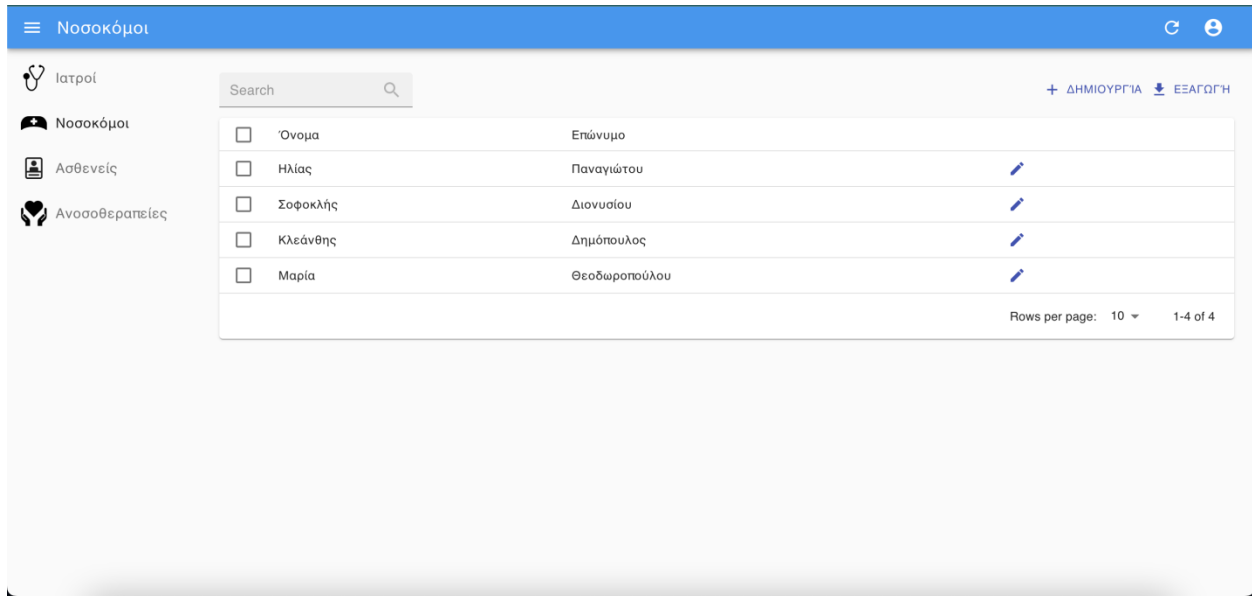 Νοσοκόμοι
Ιατροί
Νοσοκόμοι
Ασθενείς
Ανοσοθεραπείες
Search
ΔΗΜΙΟΥΡΓΊΑ ΕΞΑΓΩΓΉ
Όνομα Επώνυμο
Ηλίας Παναγιώτου
Σοφοκλής Διονυσίου
Κλεάνθης Δημόπουλος
Μαρία Θεοδωροπούλου
Rows per page: 10 1-4 of 4